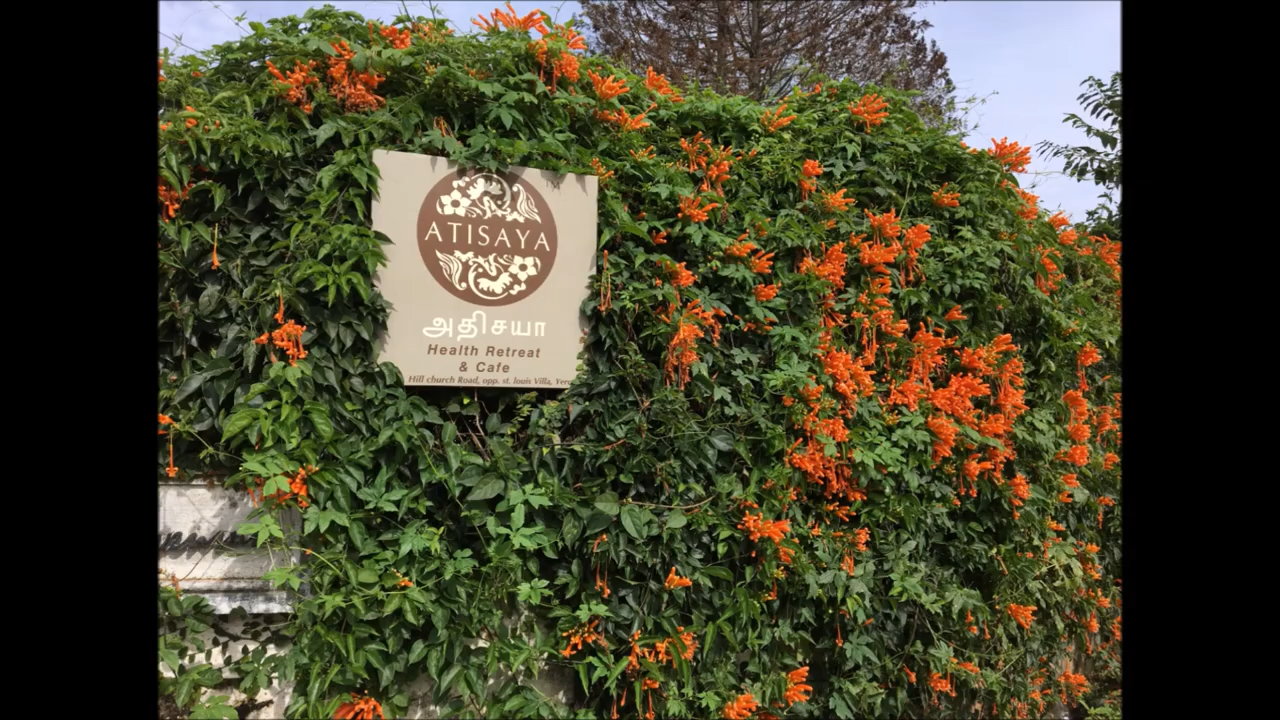 ATISAYA
அதிசயா
Health Retreat
& Cafe
Hill church Road, opp. st. louis Villa,